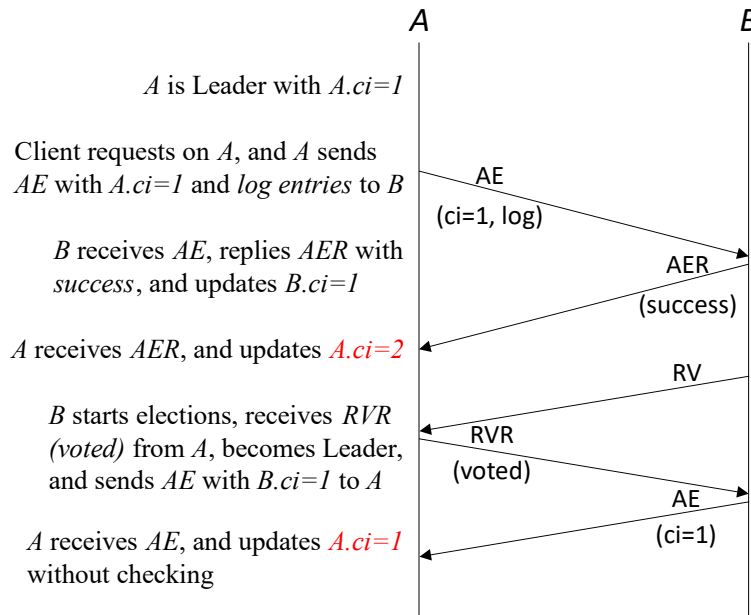 A
B
A is Leader with A.ci=1
Client requests on A, and A sends
AE with A.ci=1 and log entries to B
AE
(ci=1, log)
B receives AE, replies AER with
success, and updates B.ci=1
AER
(success)
A receives AER, and updates A.ci=2
RV
B starts elections, receives RVR
(voted) from A, becomes Leader,
and sends AE with B.ci=1 to A
RVR
(voted)
AE
(ci=1)
A receives AE, and updates A.ci=1
without checking